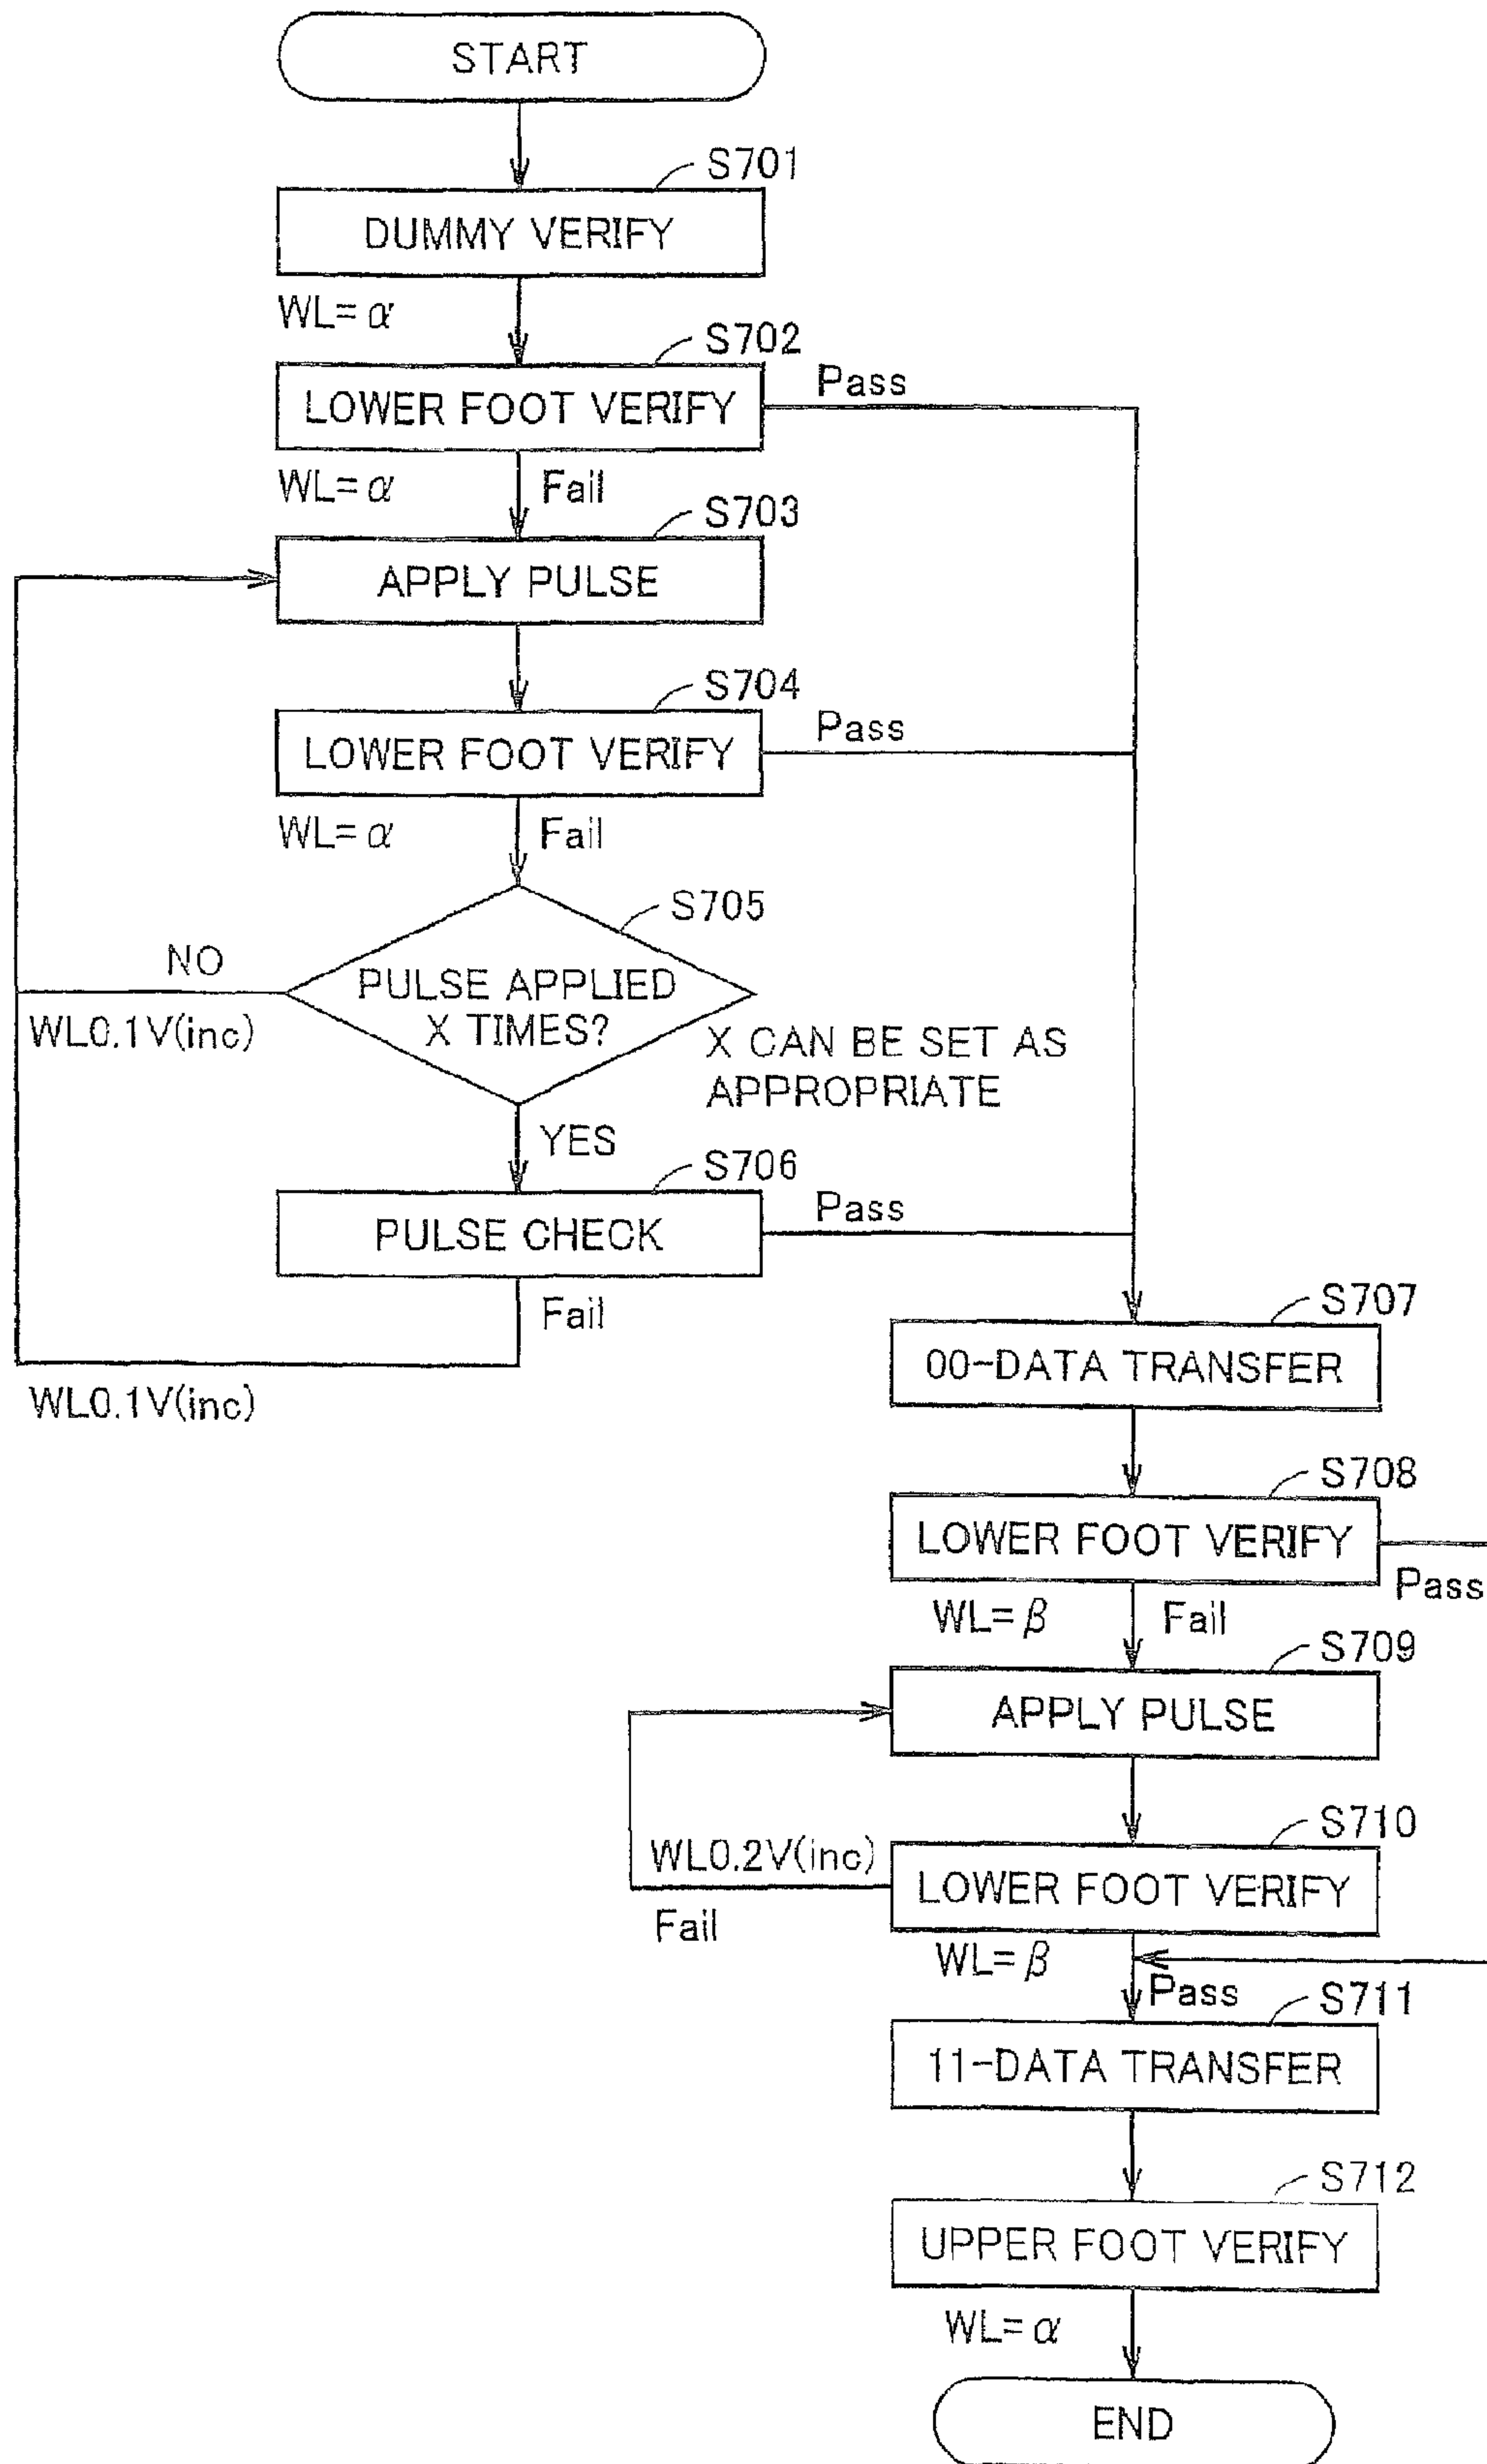 START
S701
DUMMY VERIFY
WL=α
S702
LOWER FOOT VERIFY
Pass
WL=α
Fail
S703
APPLY PULSE
S704
LOWER FOOT VERIFY
Pass
WL=α
Fail
S705
PULSE APPLIED
X TIMES?
NO
WL0.1V(inc)
X CAN BE SET AS
APPROPRIATE
YES
S706
PULSE CHECK
Pass
Fail
WL0.1V(inc)
S707
00-DATA TRANSFER
S708
LOWER FOOT VERIFY
Pass
WL=β
Fail
S709
APPLY PULSE
S710
WL0.2V(inc)
LOWER FOOT VERIFY
Fail
WL=β
Pass
S711
11-DATA TRANSFER
S712
UPPER FOOT VERIFY
WL=α
END